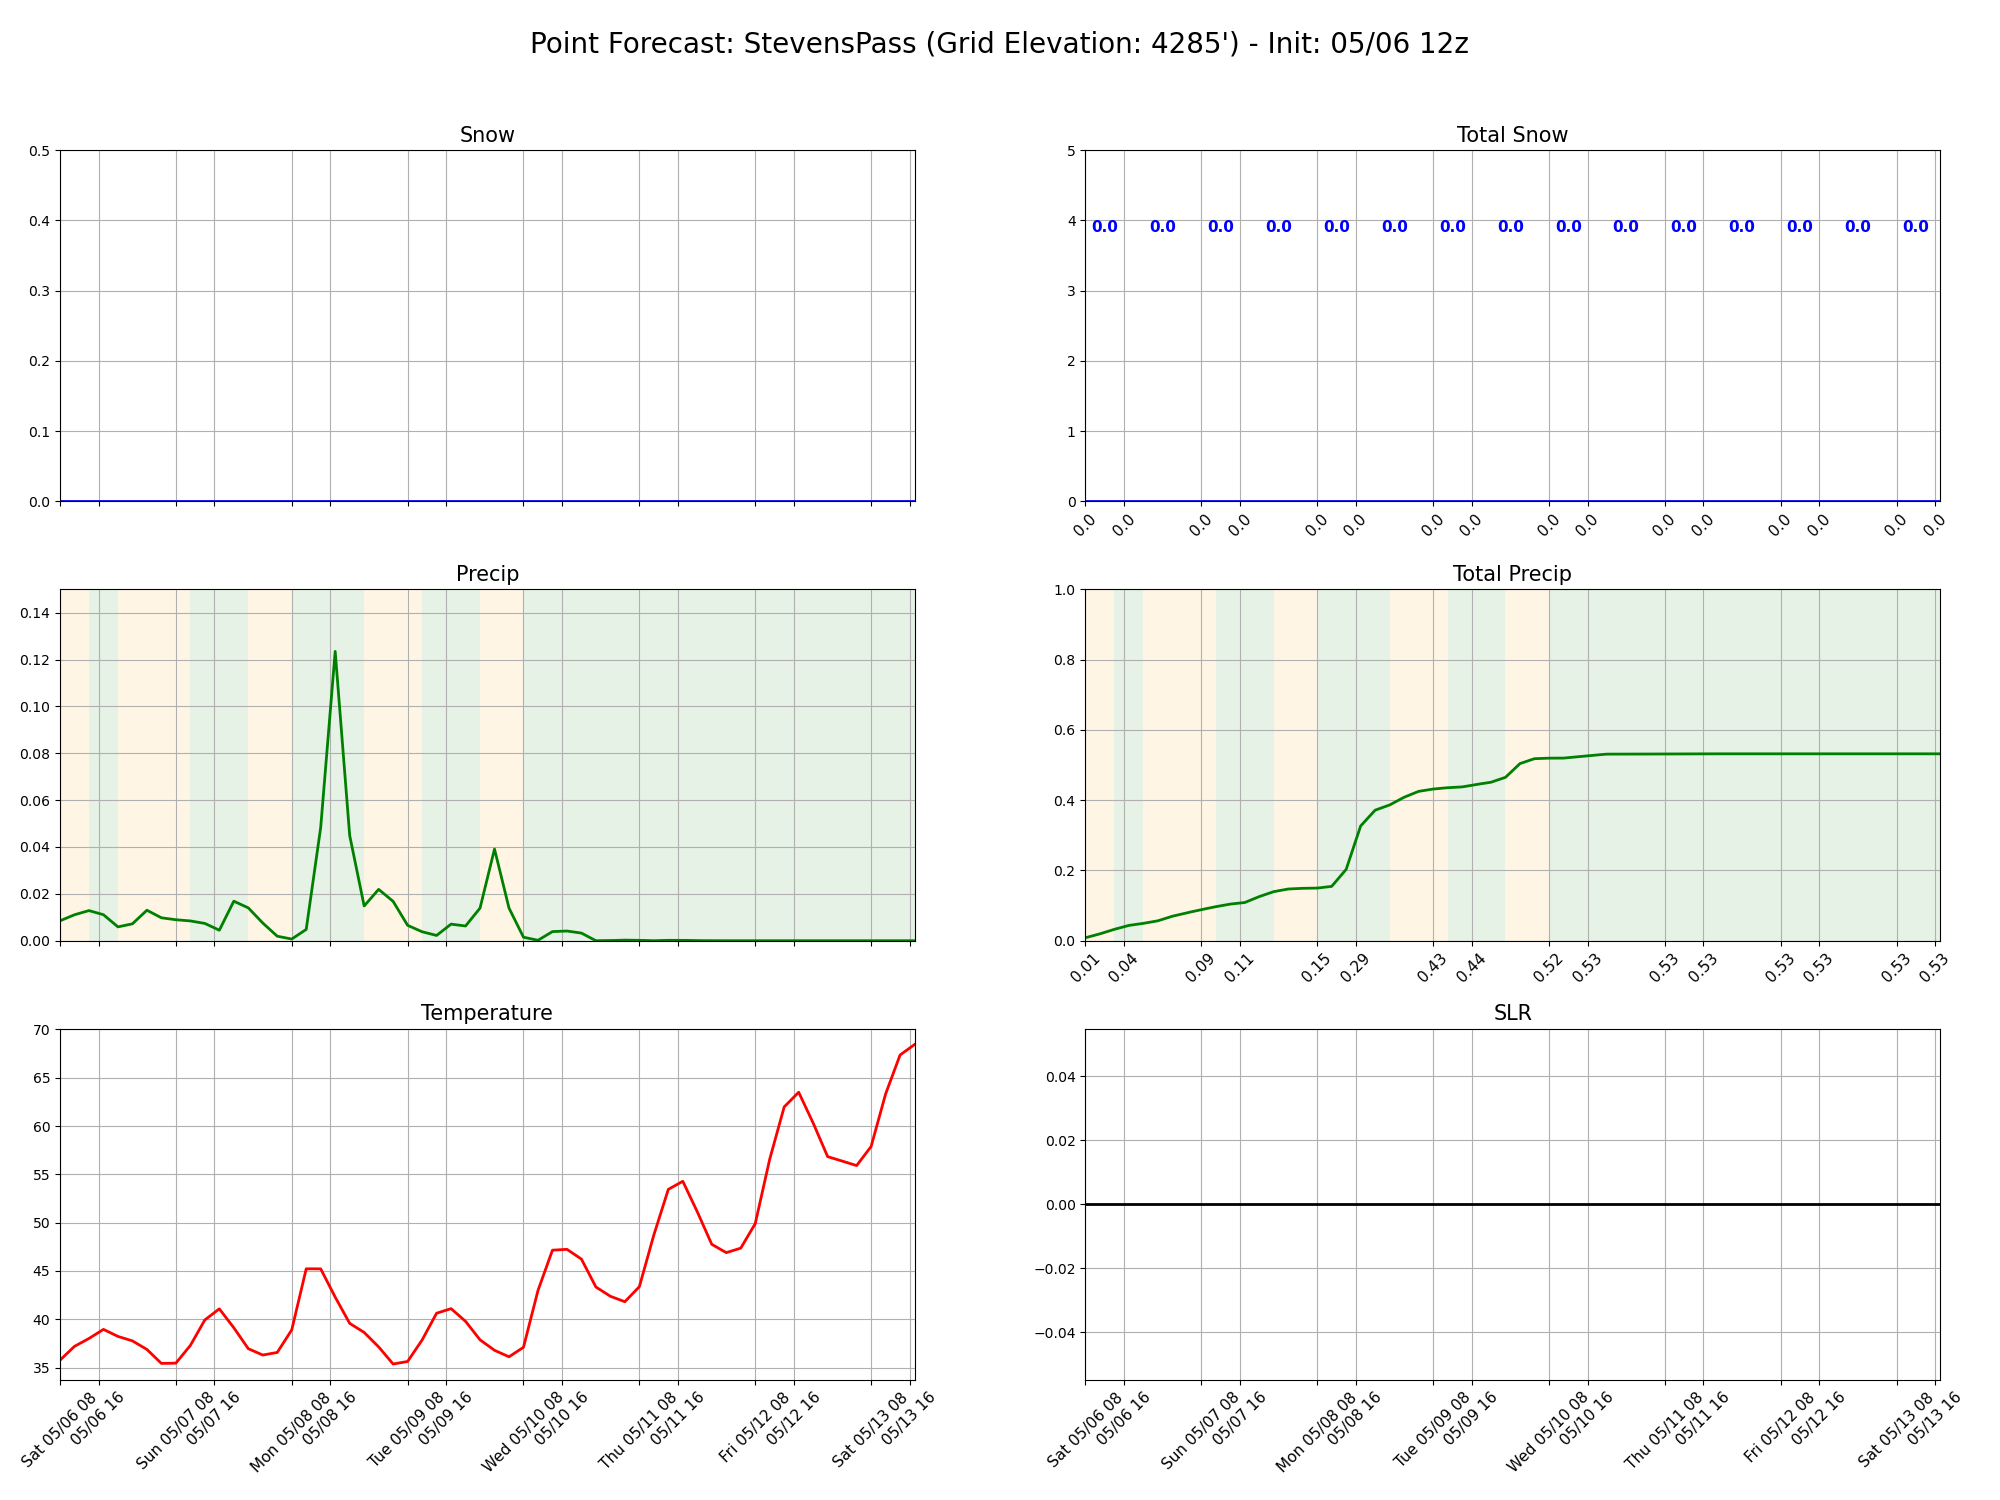 Point Forecast: StevensPass (Grid Elevation: 4285') - Init: 05/06 12z
Snow
0.5
0.4
0.3
0.2
0.1
0.0
Total Snow
5
4
3
2
1
0
0.0 0.0 0.0 0.0 0.0 0.0 0.0 0.0 0.0 0.0 0.0 0.0 0.0 0.0 0.0
0.0 0.0 0.0 0.0 0.0 0.0 0.0 0.0 0.0 0.0 0.0 0.0 0.0 0.0 0.0 0.0
Precip
0.14
0.12
0.10
0.08
0.06
0.04
0.02
0.00
Total Precip
1.0
0.8
0.6
0.4
0.2
0.0
0.01 0.04 0.09 0.11 0.15 0.29 0.43 0.44 0.52 0.53 0.53 0.53 0.53 0.53 0.53 0.53
Temperature
70
65
60
55
50
45
40
35
Sat 05/06 08
05/06 16
Sun 05/07 08
05/07 16
Mon 05/08 08
05/08 16
Tue 05/09 08
05/09 16
Wed 05/10 08
05/10 16
Thu 05/11 08
05/11 16
Fri 05/12 08
05/12 16
Sat 05/13 08
05/13 16
SLR
0.04
0.02
0.00
−0.02
−0.04
Sat 05/06 08
05/06 16
Sun 05/07 08
05/07 16
Mon 05/08 08
05/08 16
Tue 05/09 08
05/09 16
Wed 05/10 08
05/10 16
Thu 05/11 08
05/11 16
Fri 05/12 08
05/12 16
Sat 05/13 08
05/13 16